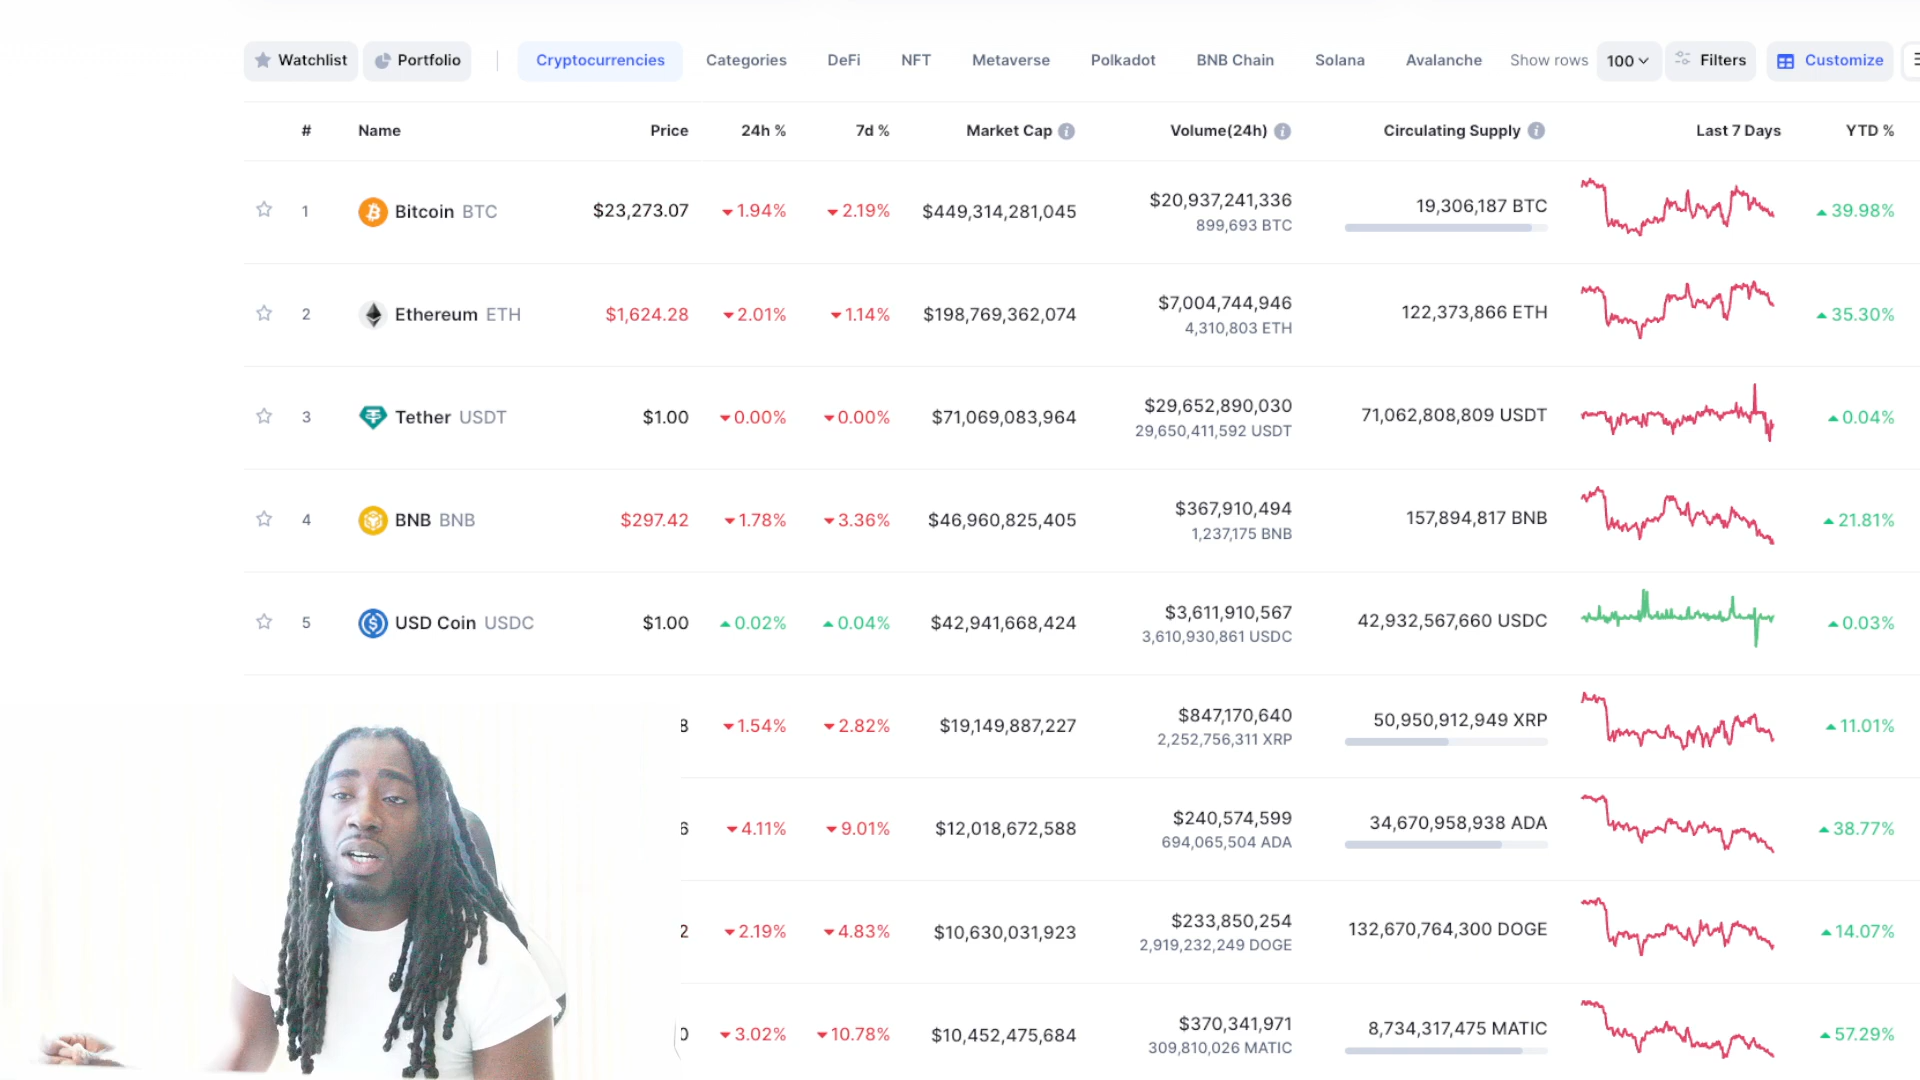 Watchlist Portfolio Cryptocurrencies Categories DeFi NFT Metaverse Polkadot BNB Chain Solana Avalanche Show rows 100 Filters Customize
# Name Price 24h % 7d % Market Cap Volume(24h) Circulating Supply Last 7 Days YTD %
1 Bitcoin BTC $23,273.07 1.94% 2.19% $449,314,281,045 $20,937,241,336 19,306,187 BTC 39.98%
899,693 BTC
2 Ethereum ETH $1,624.28 2.01% 1.14% $198,769,362,074 $7,004,744,946 122,373,866 ETH 35.30%
4,310,803 ETH
3 Tether USDT $1.00 0.00% 0.00% $71,069,083,964 $29,652,890,030 71,062,808,809 USDT 0.04%
29,650,411,592 USDT
4 BNB BNB $297.42 1.78% 3.36% $46,960,825,405 $367,910,494 157,894,817 BNB 21.81%
1,237,175 BNB
5 USD Coin USDC $1.00 0.02% 0.04% $42,941,668,424 $3,611,910,567 42,932,567,660 USDC 0.03%
3,610,930,861 USDC
8 1.54% 2.82% $19,149,887,227 $847,170,640 50,950,912,949 XRP 11.01%
2,252,756,311 XRP
6 4.11% 9.01% $12,018,672,588 $240,574,599 34,670,958,938 ADA 38.77%
694,065,504 ADA
2 2.19% 4.83% $10,630,031,923 $233,850,254 132,670,764,300 DOGE 14.07%
2,919,232,249 DOGE
0 3.02% 10.78% $10,452,475,684 $370,341,971 8,734,317,475 MATIC 57.29%
309,810,026 MATIC